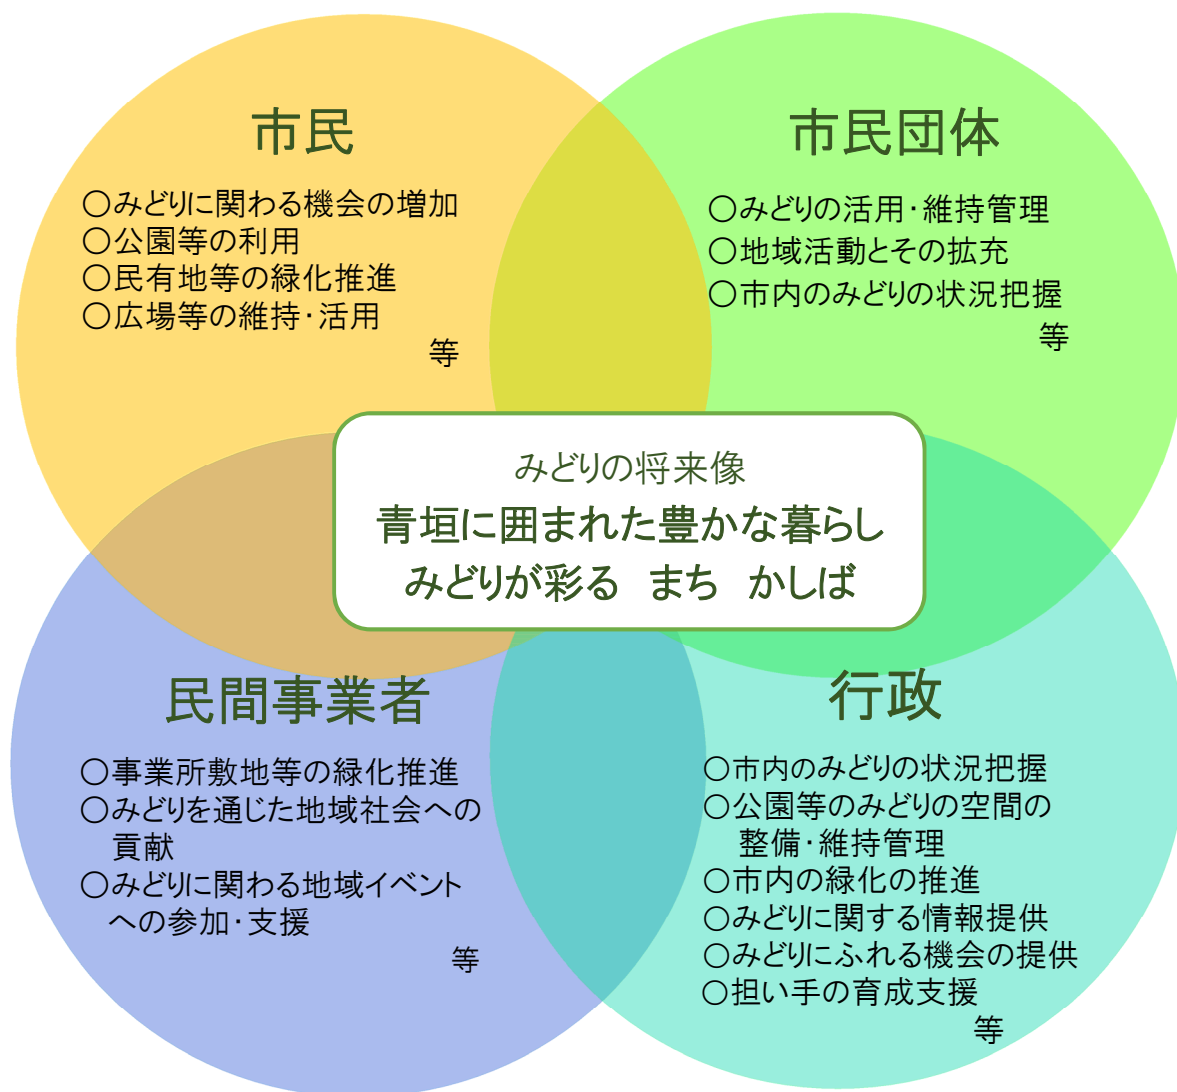 市民
○みどりに関わる機会の増加
○公園等の利用
○民有地等の緑化推進
○広場等の維持・活用
等
市民団体
○みどりの活用・維持管理
○地域活動とその拡充
○市内のみどりの状況把握
等
みどりの将来像
青垣に囲まれた豊かな暮らし
みどりが彩る　まち　かしば
民間事業者
○事業所敷地等の緑化推進
○みどりを通じた地域社会への
貢献
○みどりに関わる地域イベント
への参加・支援
等
行政
○市内のみどりの状況把握
○公園等のみどりの空間の
整備・維持管理
○市内の緑化の推進
○みどりに関する情報提供
○みどりにふれる機会の提供
○担い手の育成支援
等